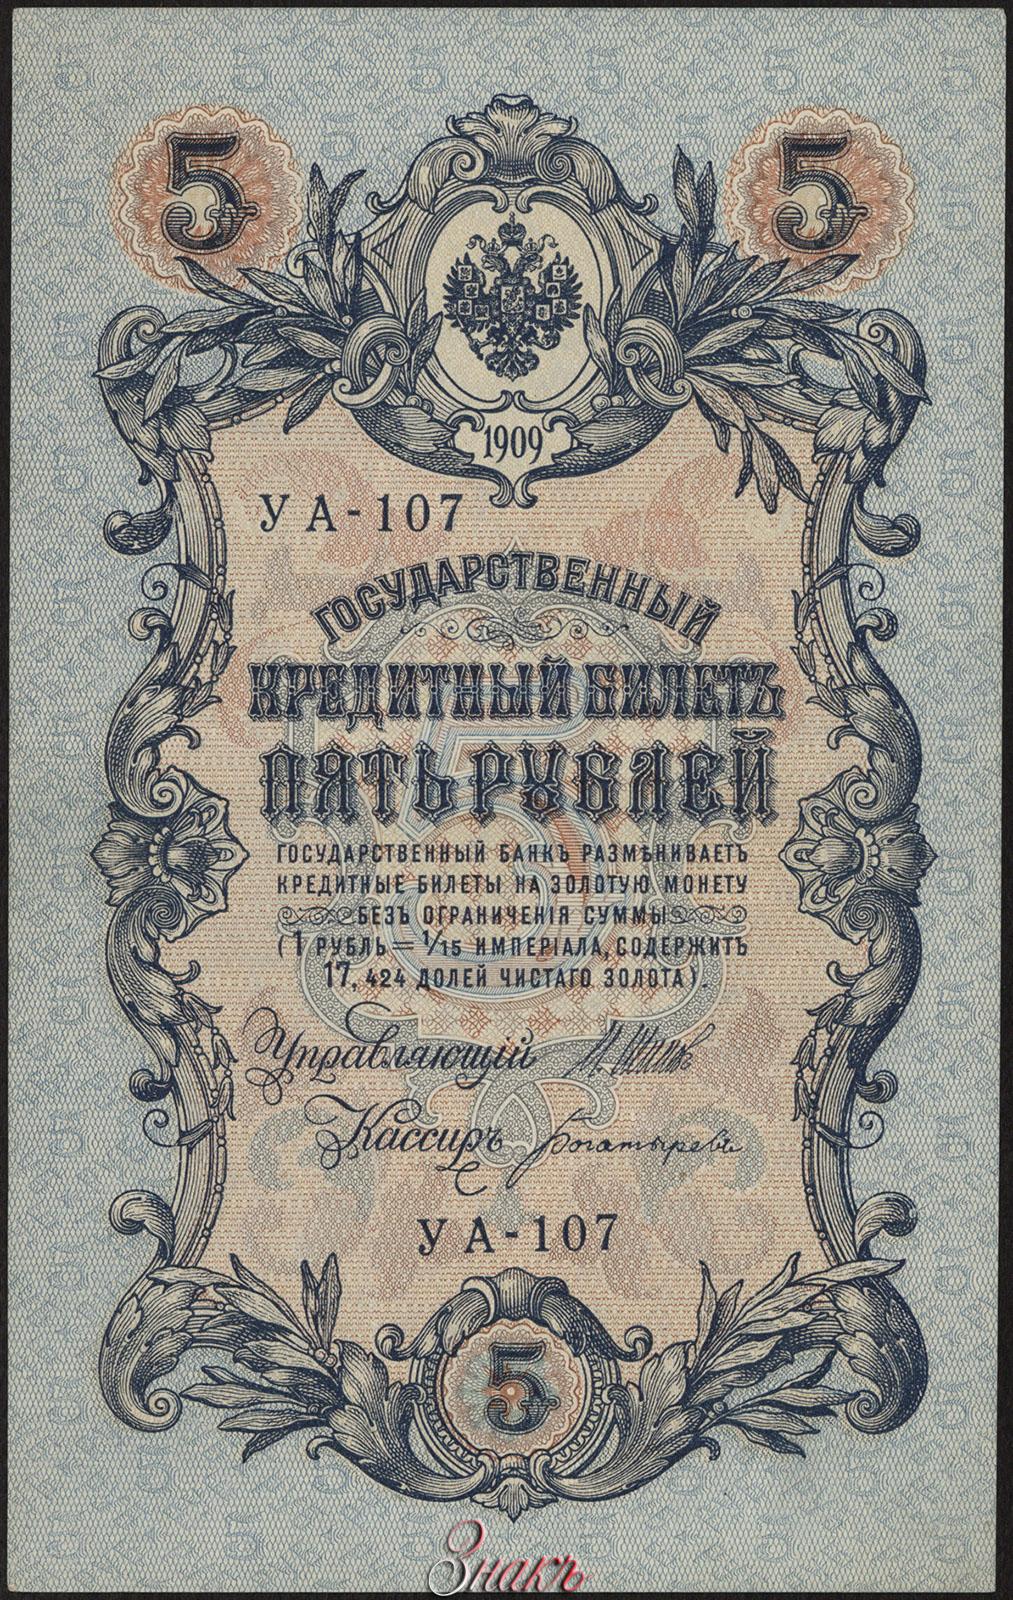 5 5
1909
УА-107
ГОСУДАРСТВЕННЫЙ
КРЕДИТНЫЙ БИЛЕТЪ
ПЯТЬ РУБЛЕЙ
ГОСУДАРСТВЕННЫЙ БАНКЪ РАЗМѢНИВАЕТЪ
КРЕДИТНЫЕ БИЛЕТЫ НА ЗОЛОТУЮ МОНЕТУ
БЕЗЪ ОГРАНИЧЕНІЯ СУММЫ
(1 РУБЛЬ = 1/15 ИМПЕРІАЛА, СОДЕРЖИТЪ
17, 424 ДОЛЕЙ ЧИСТАГО ЗОЛОТА).
Управляющій И. Шиповъ
Кассиръ Богатыревъ
УА-107
5
Знакъ